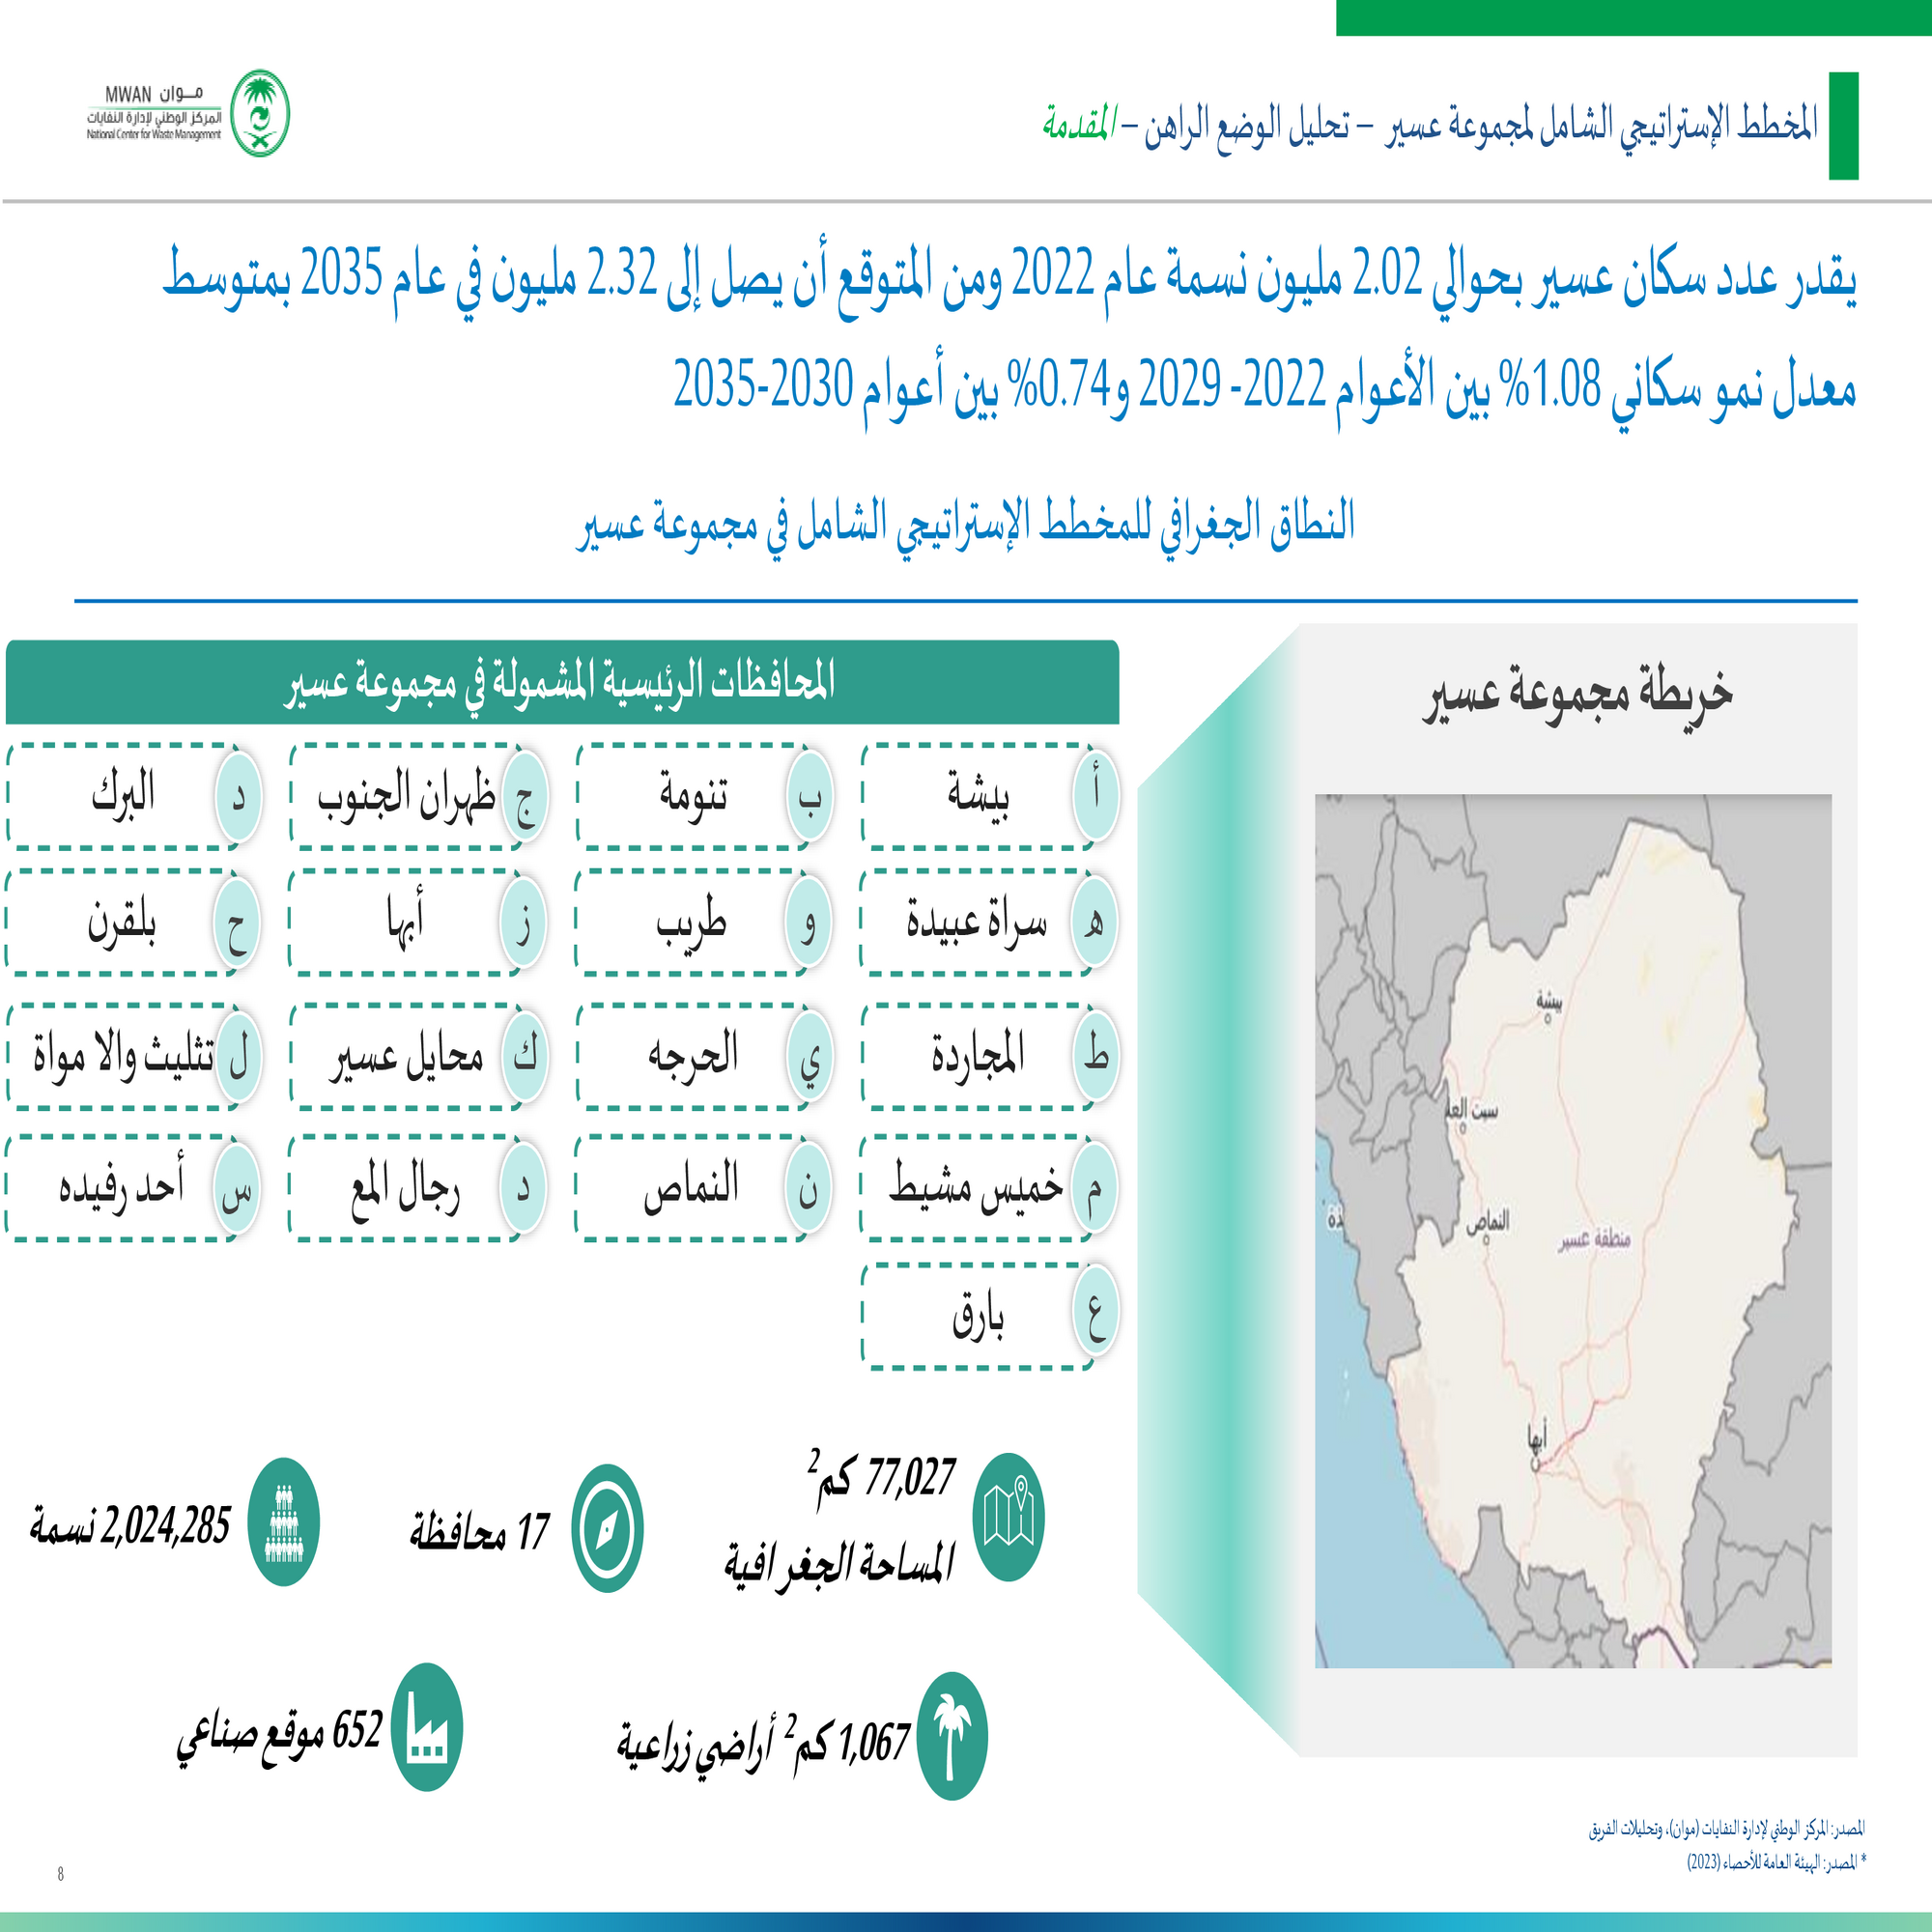 المخطط الإستراتيجي الشامل لمجموعة عسير – تحليل الوضع الراهن – المقدمة
موان MWAN
المركز الوطني لإدارة النفايات
National Center for Waste Management
يقدر عدد سكان عسير بحوالي 2.02 مليون نسمة عام 2022 ومن المتوقع أن يصل إلى 2.32 مليون في عام 2035 بمتوسط
معدل نمو سكاني 1.08% بين الأعوام 2022- 2029 و0.74% بين أعوام 2030-2035
النطاق الجغرافي للمخطط الإستراتيجي الشامل في مجموعة عسير
خريطة مجموعة عسير
بيشة
سبت العلا
النماص
منطقة عسير
أبها
المحافظات الرئيسية المشمولة في مجموعة عسير
أ بيشة
ب تنومة
ج ظهران الجنوب
د البرك
ه سراة عبيدة
و طريب
ز أبها
ح بلقرن
ط المجاردة
ي الحرجه
ك محايل عسير
ل تثليث والا مواة
م خميس مشيط
ن النماص
د رجال المع
س أحد رفيده
ع بارق
77,027 كم²
المساحة الجغرافية
17 محافظة
2,024,285 نسمة
1,067 كم² أراضي زراعية
652 موقع صناعي
المصدر: المركز الوطني لإدارة النفايات (موان)، وتحليلات الفريق
* المصدر: الهيئة العامة للأحصاء (2023)
8